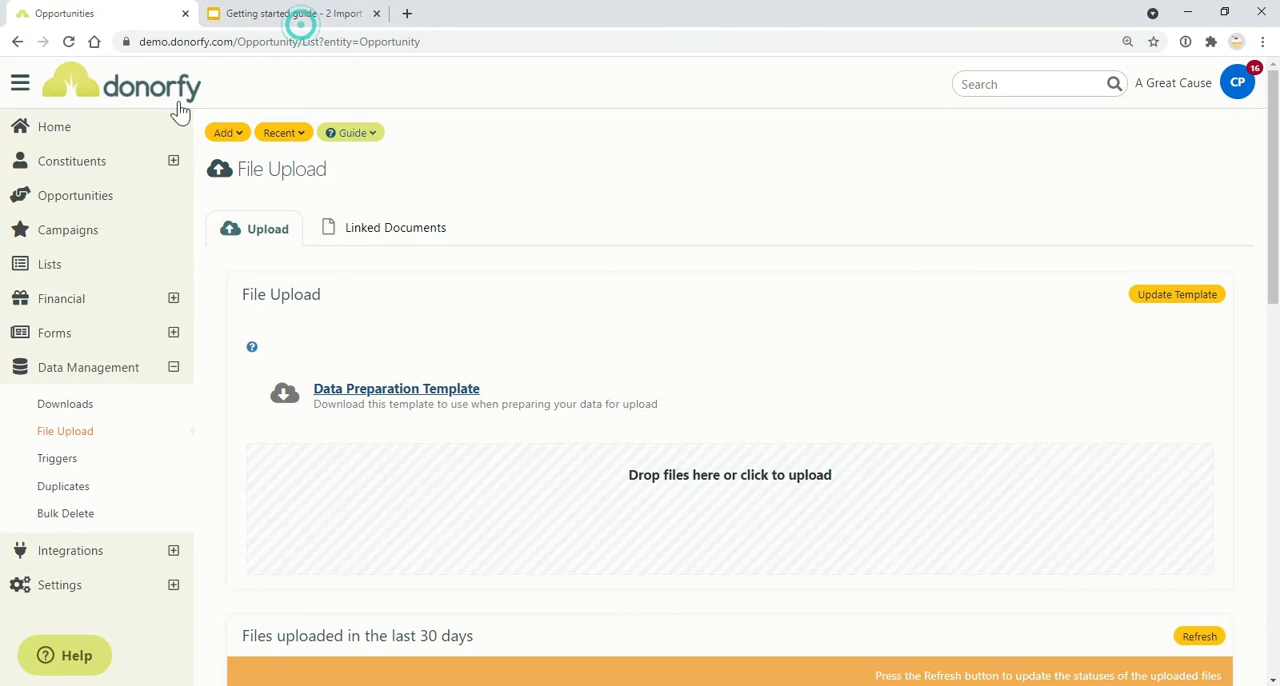 Opportunities
Getting started guide - 2 Import
demo.donorfy.com/Opportunity/List?entity=Opportunity
donorfy
Search
A Great Cause
CP
16
Home
Constituents
Opportunities
Campaigns
Lists
Financial
Forms
Data Management
Downloads
File Upload
Triggers
Duplicates
Bulk Delete
Integrations
Settings
Help
Add
Recent
Guide
File Upload
Upload
Linked Documents
File Upload
Update Template
Data Preparation Template
Download this template to use when preparing your data for upload
Drop files here or click to upload
Files uploaded in the last 30 days
Refresh
Press the Refresh button to update the statuses of the uploaded files